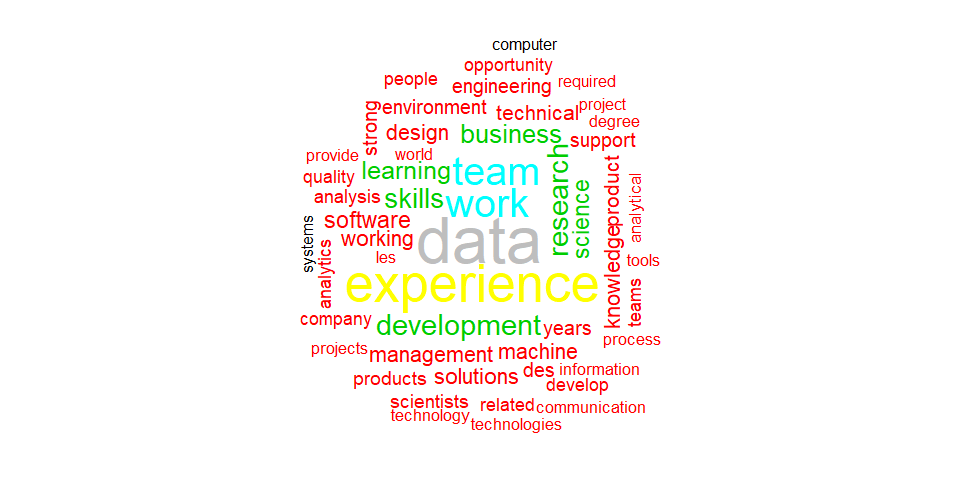 computer
opportunity
people
engineering
required
strong
environment
technical
project
degree
design
business
support
provide
world
learning
team
research
quality
skills
work
science
knowledge
product
analytical
analysis
software
data
systems
working
les
tools
analytics
experience
teams
company
development
years
process
projects
management
machine
products
solutions
des
information
develop
scientists
related
communication
technology
technologies